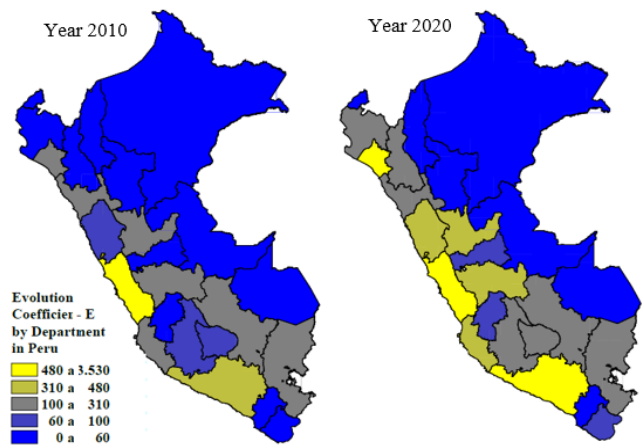 Year 2010
Year 2020
Evolution
Coefficier - E
by Department
in Peru
480 a 3.530
310 a 480
100 a 310
60 a 100
0 a 60